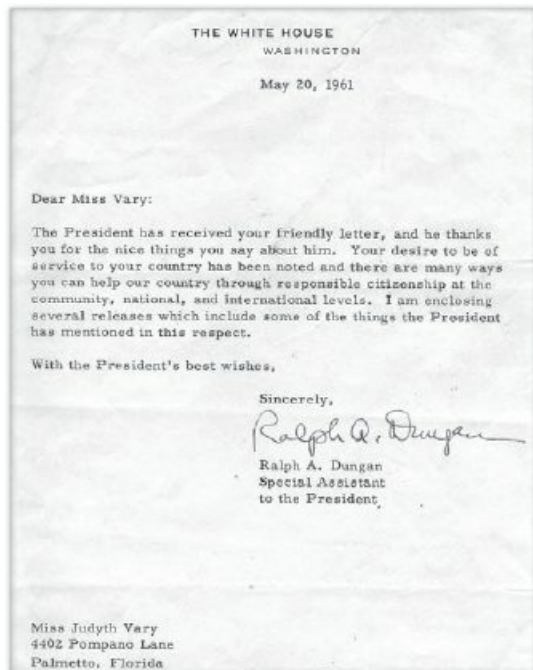 THE WHITE HOUSE
WASHINGTON
May 20, 1961
Dear Miss Vary:
The President has received your friendly letter, and he thanks
you for the nice things you say about him. Your desire to be of
service to your country has been noted and there are many ways
you can help our country through responsible citizenship at the
community, national, and international levels. I am enclosing
several releases which include some of the things the President
has mentioned in this respect.
With the President's best wishes,
Sincerely,
Ralph A. Dungan
Ralph A. Dungan
Special Assistant
to the President
Miss Judyth Vary
4402 Pompano Lane
Palmetto, Florida